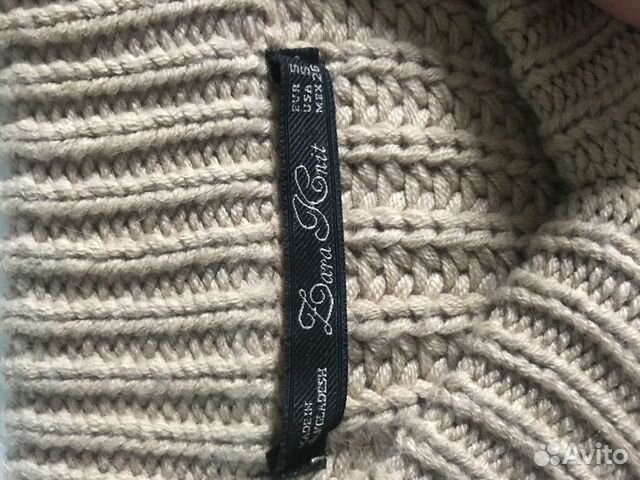 EUR S
USA S
MEX 26
Zara Knit
MADE IN
BANGLADESH
Avito